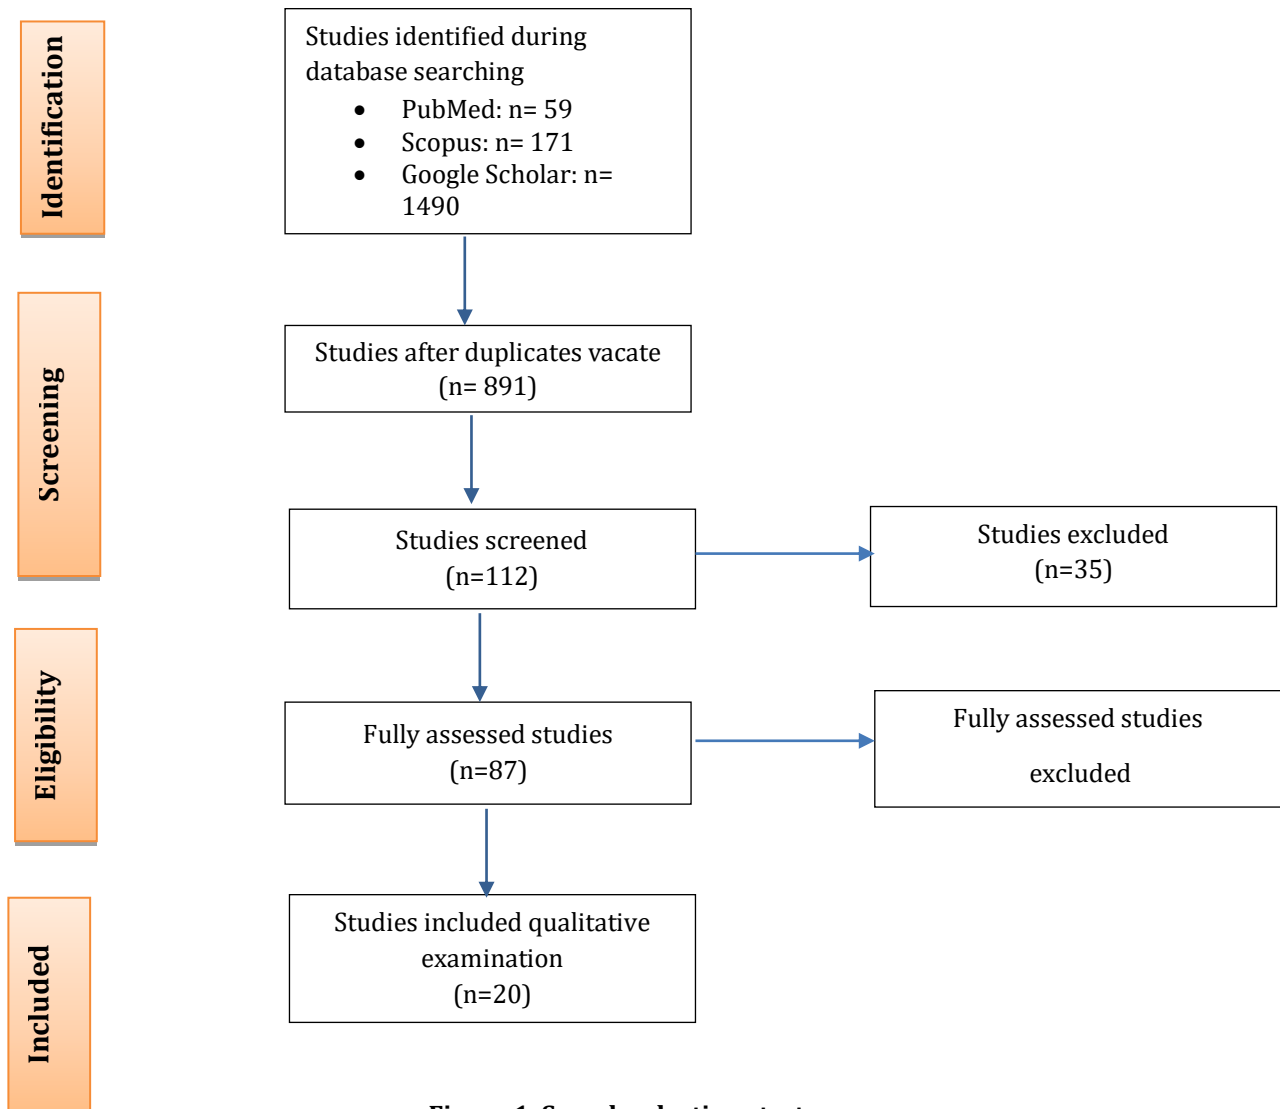 Identification
Studies identified during
database searching
• PubMed: n= 59
• Scopus: n= 171
• Google Scholar: n=
1490
Screening
Studies after duplicates vacate
(n= 891)
Studies screened
(n=112)
Studies excluded
(n=35)
Eligibility
Fully assessed studies
(n=87)
Fully assessed studies
excluded
Included
Studies included qualitative
examination
(n=20)